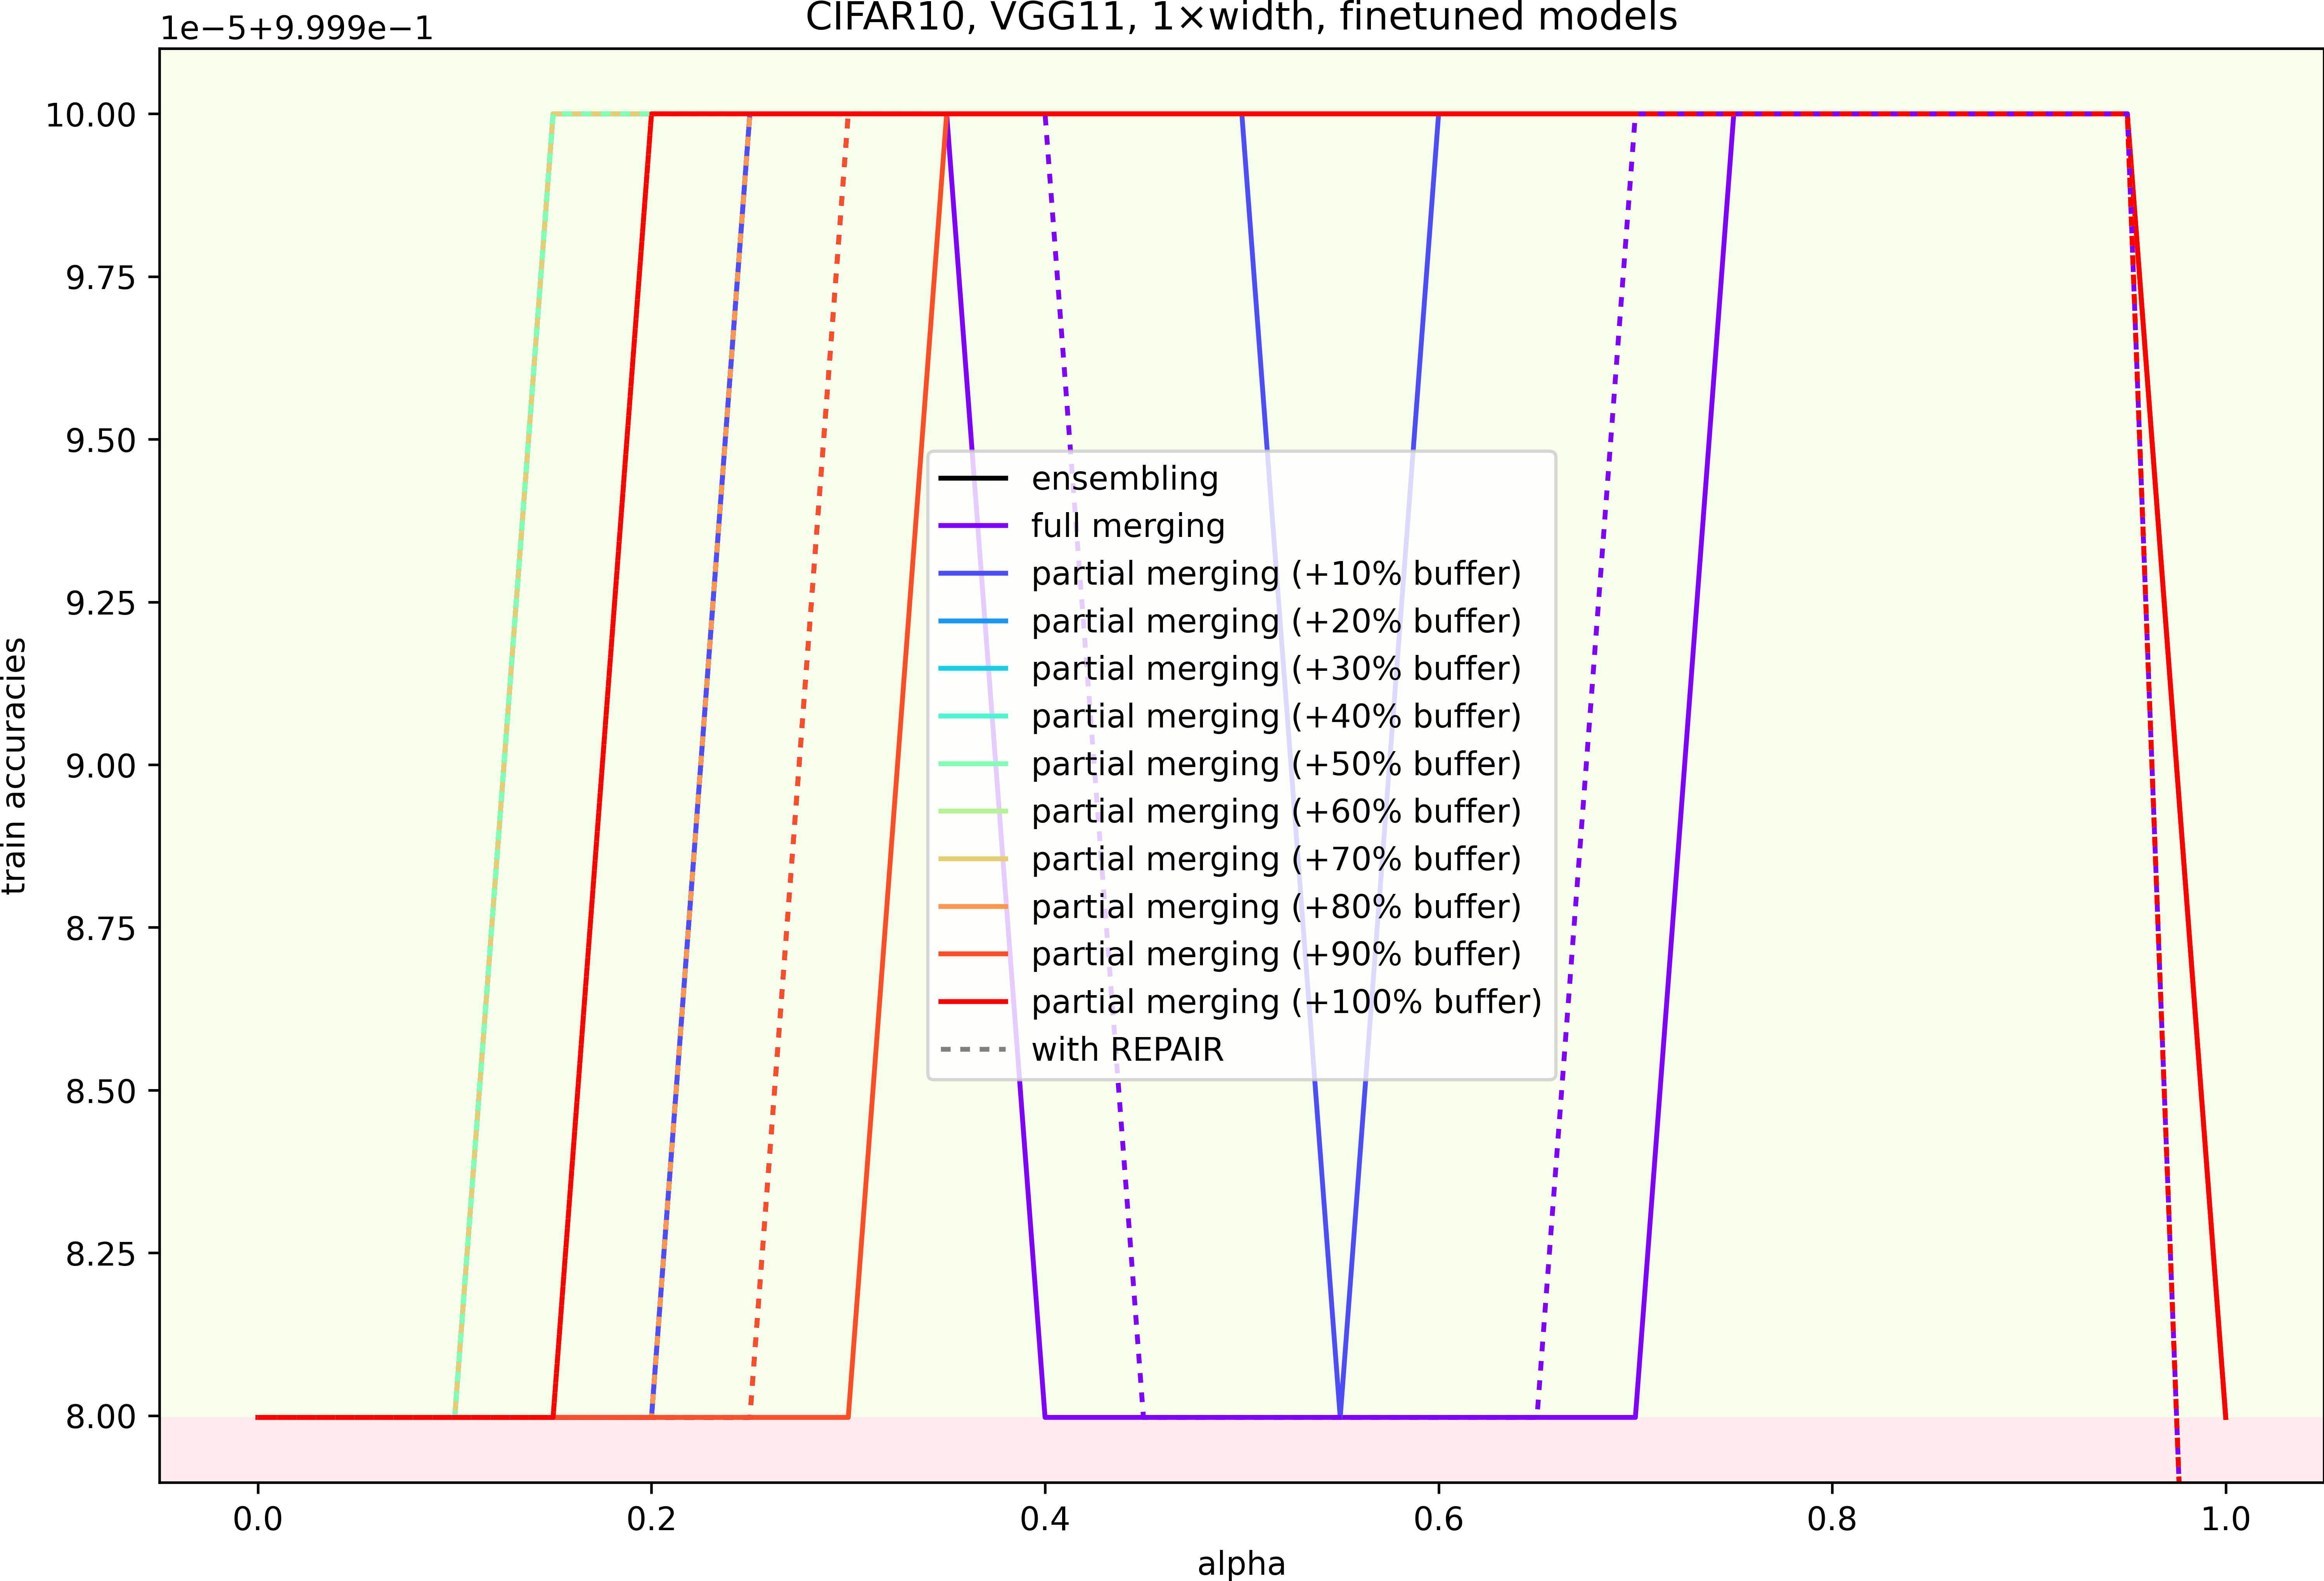 CIFAR10, VGG11, 1×width, finetuned models
1e−5+9.999e−1
10.00
9.75
9.50
9.25
9.00
8.75
8.50
8.25
8.00
train accuracies
ensembling
full merging
partial merging (+10% buffer)
partial merging (+20% buffer)
partial merging (+30% buffer)
partial merging (+40% buffer)
partial merging (+50% buffer)
partial merging (+60% buffer)
partial merging (+70% buffer)
partial merging (+80% buffer)
partial merging (+90% buffer)
partial merging (+100% buffer)
with REPAIR
0.0 0.2 0.4 0.6 0.8 1.0
alpha